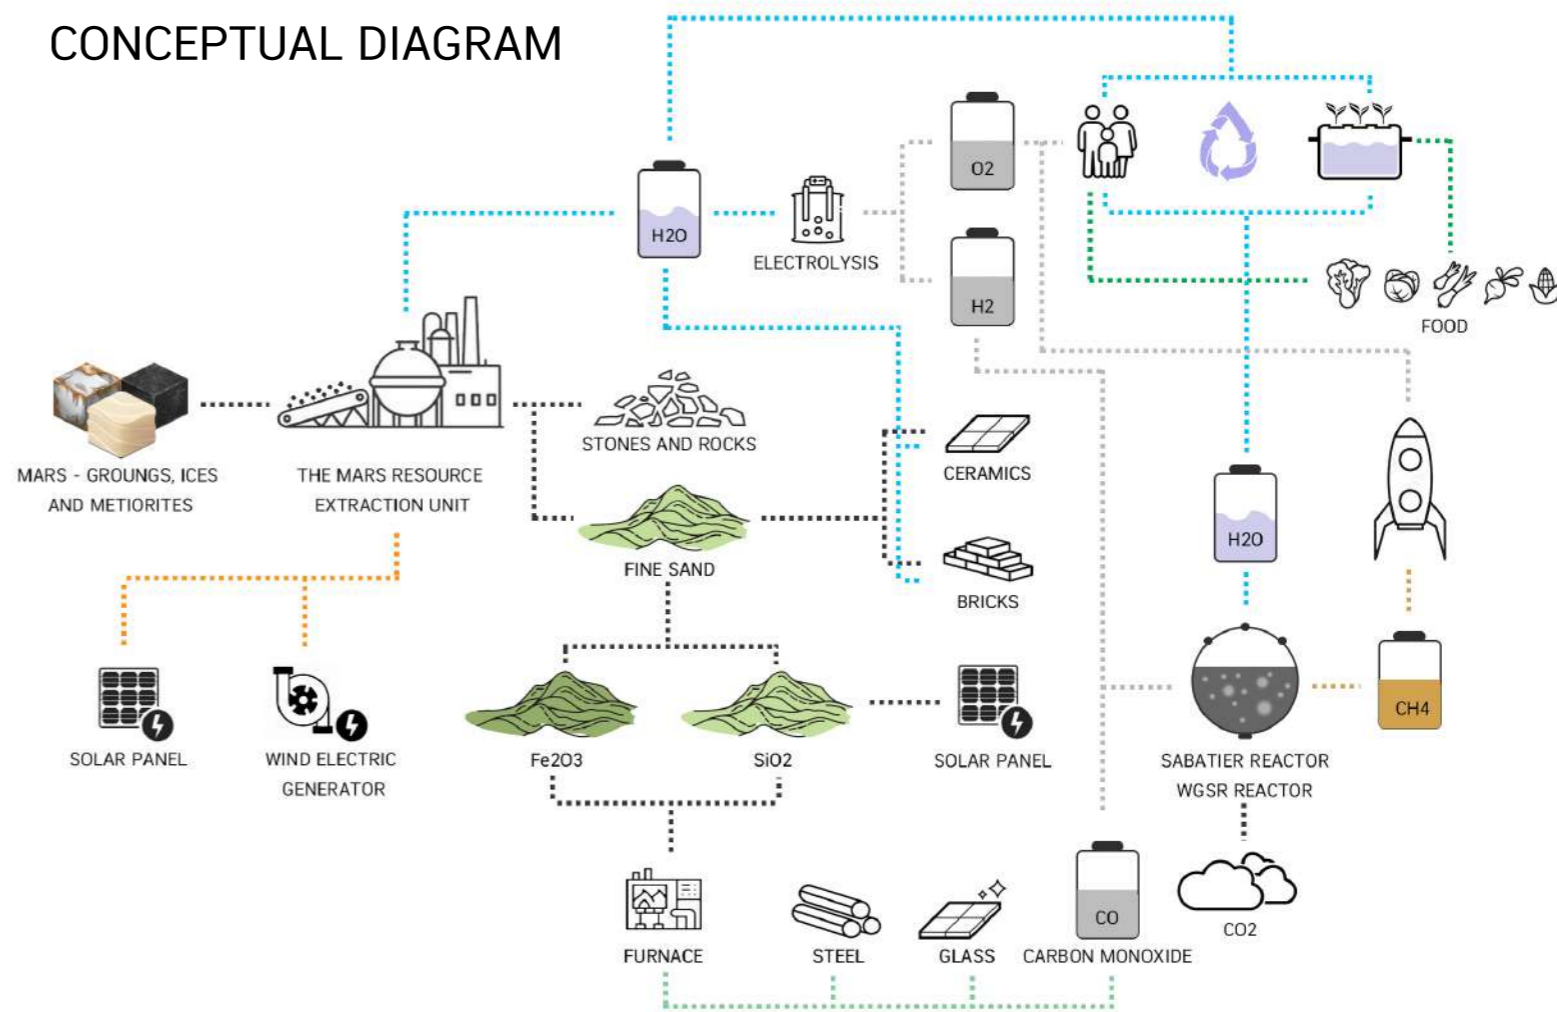 CONCEPTUAL DIAGRAM
O2
H2O
ELECTROLYSIS
H2
FOOD
STONES AND ROCKS
CERAMICS
MARS - GROUNGS, ICES
AND METIORITES
THE MARS RESOURCE
EXTRACTION UNIT
H2O
FINE SAND
BRICKS
CH4
SOLAR PANEL
WIND ELECTRIC
GENERATOR
Fe2O3
SiO2
SOLAR PANEL
SABATIER REACTOR
WGSR REACTOR
CO
CO2
FURNACE
STEEL
GLASS
CARBON MONOXIDE